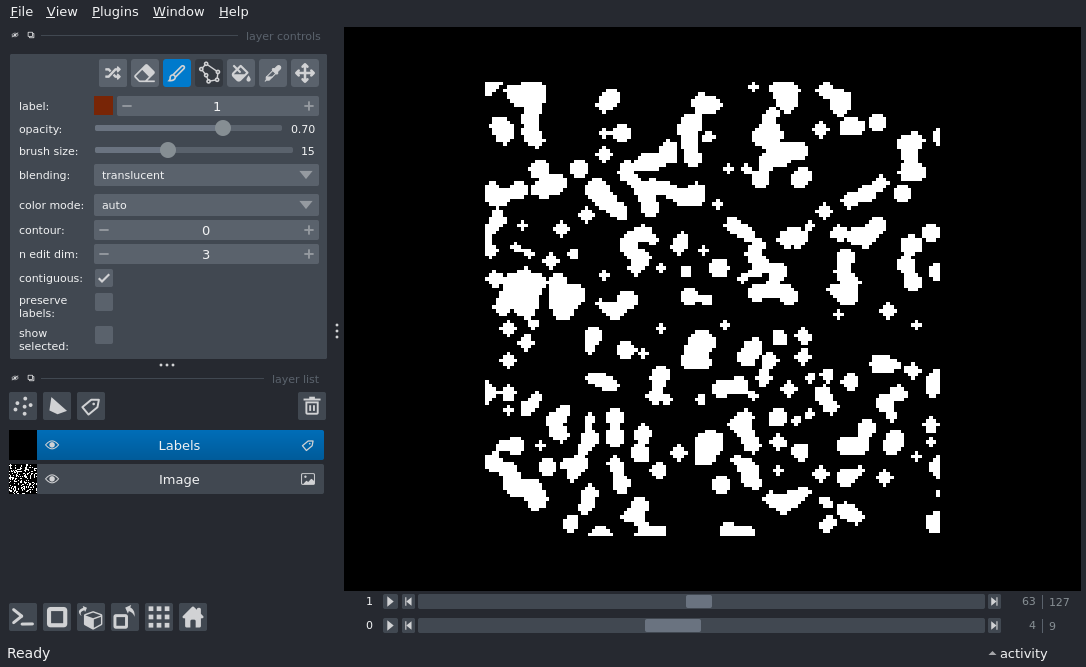 File View Plugins Window Help
layer controls
label: 1
opacity: 0.70
brush size: 15
blending: translucent
color mode: auto
contour: 0
n edit dim: 3
contiguous:
preserve
labels:
show
selected:
layer list
Labels
Image
1 63 127
0 4 9
Ready activity